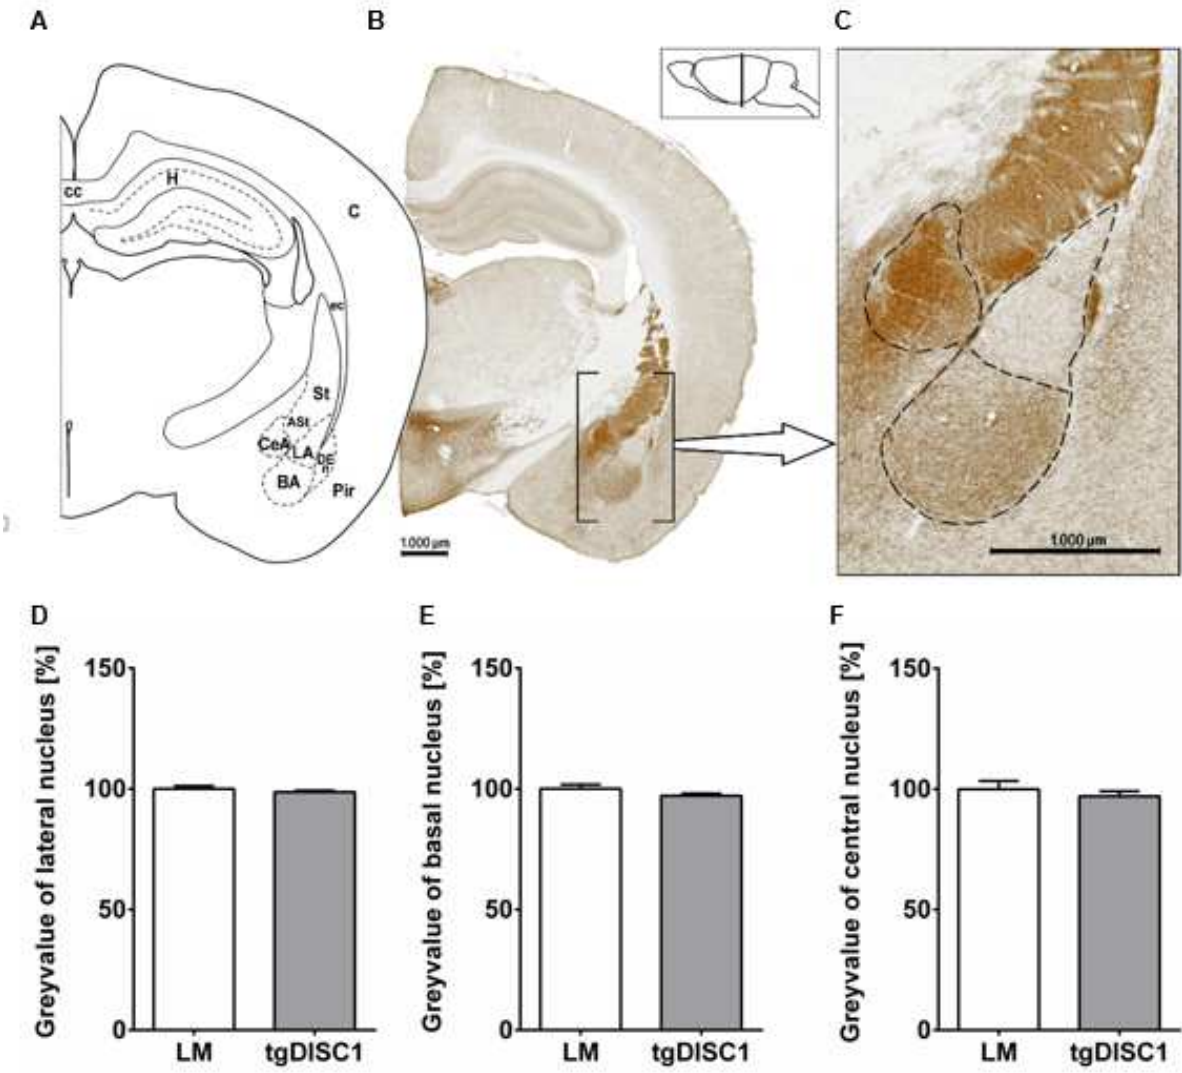 A
B
C
H
cc
C
ec
St
ASt
CeA
LA
DE
n
BA
Pir
1.000 µm
1.000 µm
D
E
F
Greyvalue of lateral nucleus [%]
150
100
50
0
LM
tgDISC1
Greyvalue of basal nucleus [%]
150
100
50
0
LM
tgDISC1
Greyvalue of central nucleus [%]
150
100
50
0
LM
tgDISC1